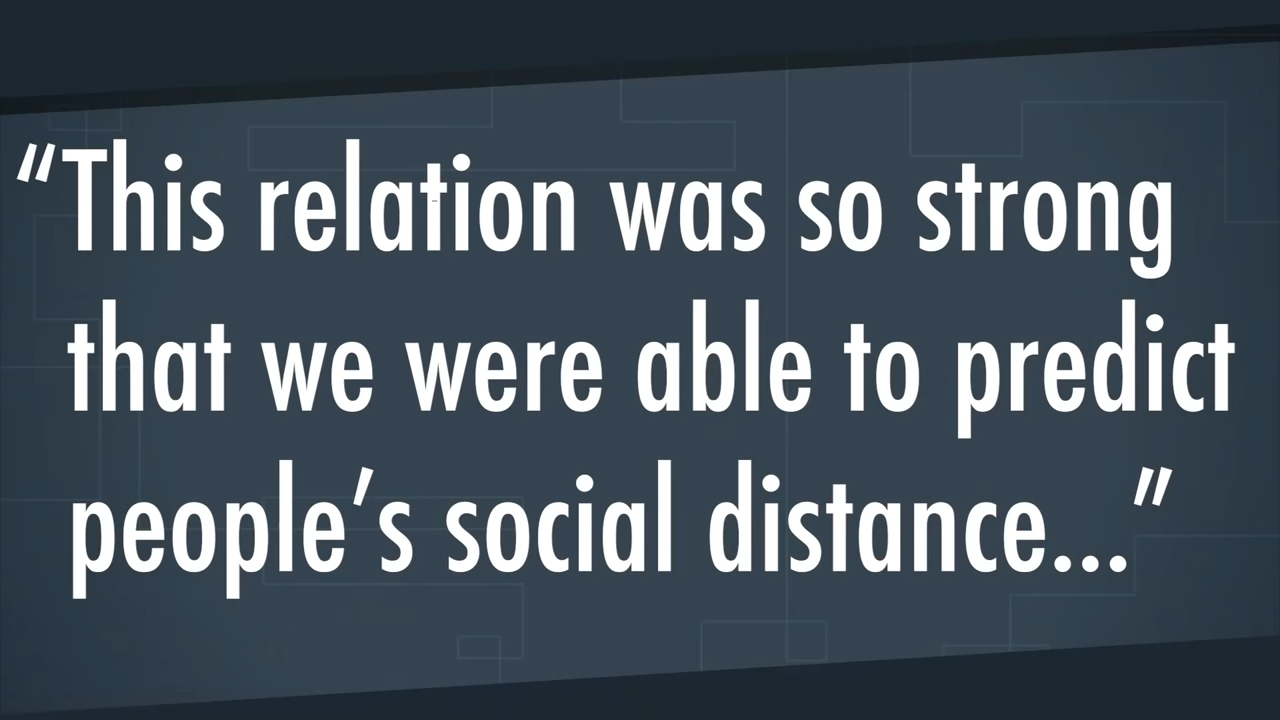 “This relation was so strong
that we were able to predict
people’s social distance...”